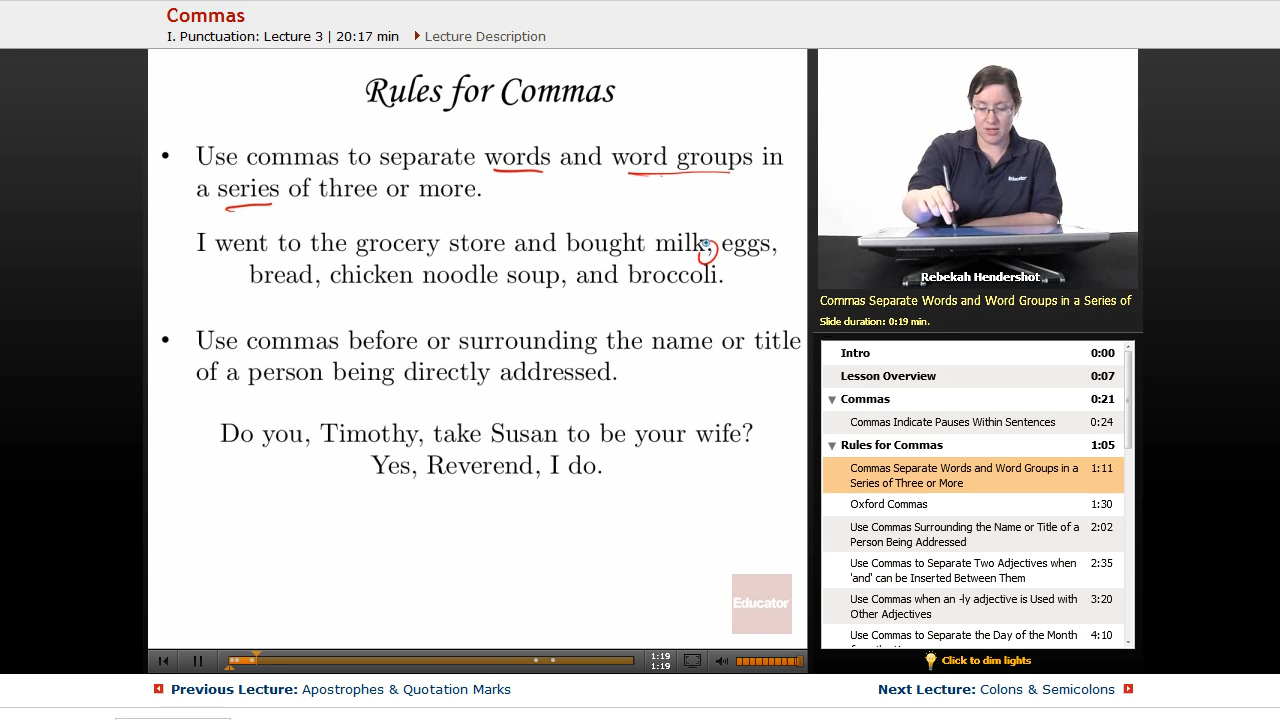 Commas
I. Punctuation: Lecture 3 | 20:17 min
Lecture Description
Rules for Commas
• Use commas to separate words and word groups in
a series of three or more.
I went to the grocery store and bought milk, eggs,
bread, chicken noodle soup, and broccoli.
• Use commas before or surrounding the name or title
of a person being directly addressed.
Do you, Timothy, take Susan to be your wife?
Yes, Reverend, I do.
Educator
1:19
1:19
Educator
Rebekah Hendershot
Commas Separate Words and Word Groups in a Series of
Slide duration: 0:19 min.
Intro 0:00
Lesson Overview 0:07
Commas 0:21
Commas Indicate Pauses Within Sentences 0:24
Rules for Commas 1:05
Commas Separate Words and Word Groups in a 1:11
Series of Three or More
Oxford Commas 1:30
Use Commas Surrounding the Name or Title of a 2:02
Person Being Addressed
Use Commas to Separate Two Adjectives when 2:35
'and' can be Inserted Between Them
Use Commas when an -ly adjective is Used with 3:20
Other Adjectives
Use Commas to Separate the Day of the Month 4:10
Click to dim lights
Previous Lecture: Apostrophes & Quotation Marks
Next Lecture: Colons & Semicolons